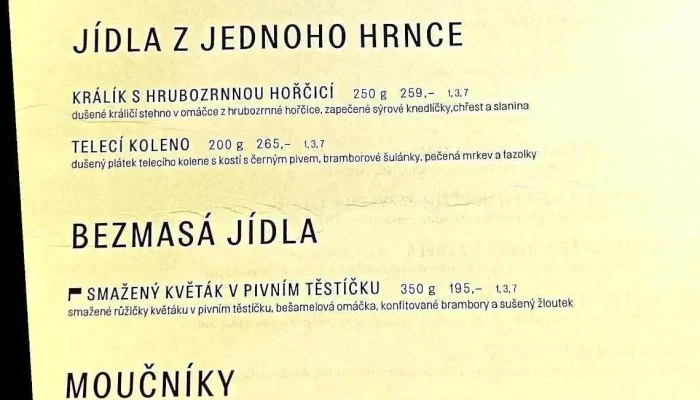 JÍDLA Z JEDNOHO HRNCE
KRÁLÍK S HRUBOZRNNOU HOŘČICÍ 250 g 259,– 1,3,7
dušené králičí stehno v omáčce z hrubozrnné hořčice, zapečené sýrové knedlíčky,chřest a slanina
TELECÍ KOLENO 200 g 265,– 1,3,7
dušený plátek telecího kolene s kostí s černým pivem, bramborové šulánky, pečená mrkev a fazolky
BEZMASÁ JÍDLA
SMAŽENÝ KVĚTÁK V PIVNÍM TĚSTÍČKU 350 g 195,– 1,3,7
smažené růžičky květáku v pivním těstíčku, bešamelová omáčka, konfitované brambory a sušený žloutek
MOUČNÍKY